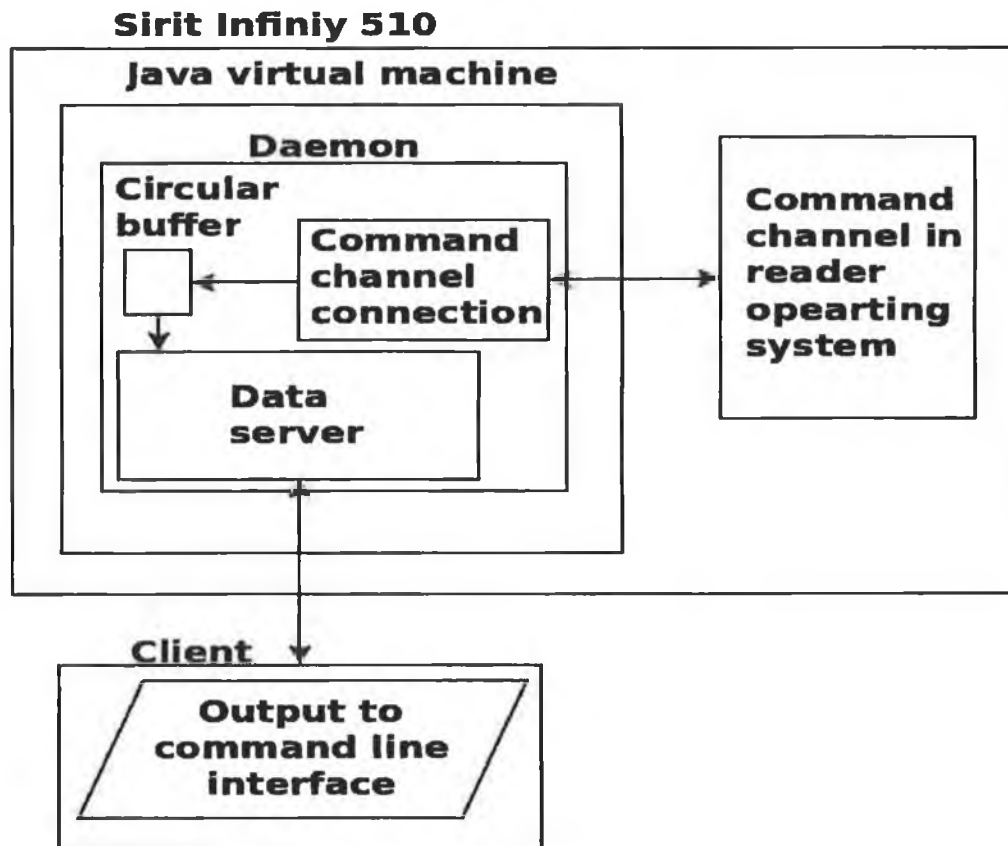 Sirit Infiniy 510
Java virtual machine
Daemon
Circular
buffer
Command
channel
connection
Command
channel in
reader
opearting
system
Data
server
Client
Output to
command line
interface